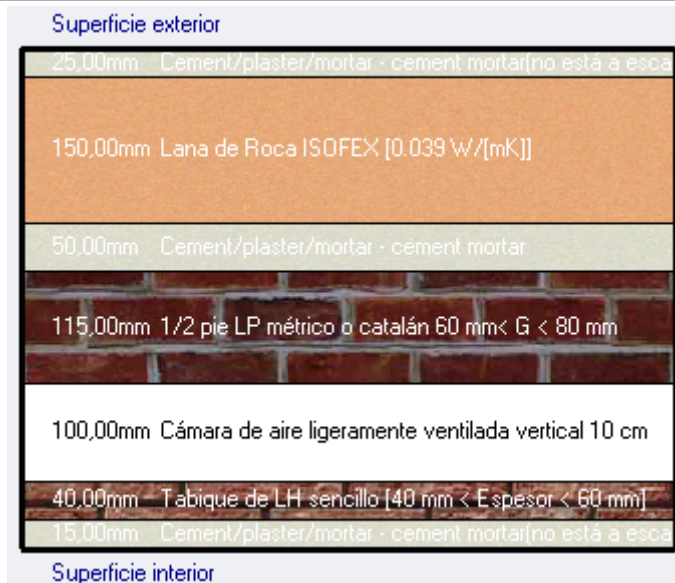 Superficie exterior
25,00mm Cement/plaster/mortar - cement mortar(no está a esca
150,00mm Lana de Roca ISOFEX [0.039 W/[mK]]
50,00mm Cement/plaster/mortar - cement mortar
115,00mm 1/2 pie LP métrico o catalán 60 mm< G < 80 mm
100,00mm Cámara de aire ligeramente ventilada vertical 10 cm
40,00mm Tabique de LH sencillo [40 mm < Espesor < 60 mm]
15,00mm Cement/plaster/mortar - cement mortar(no está a esca
Superficie interior